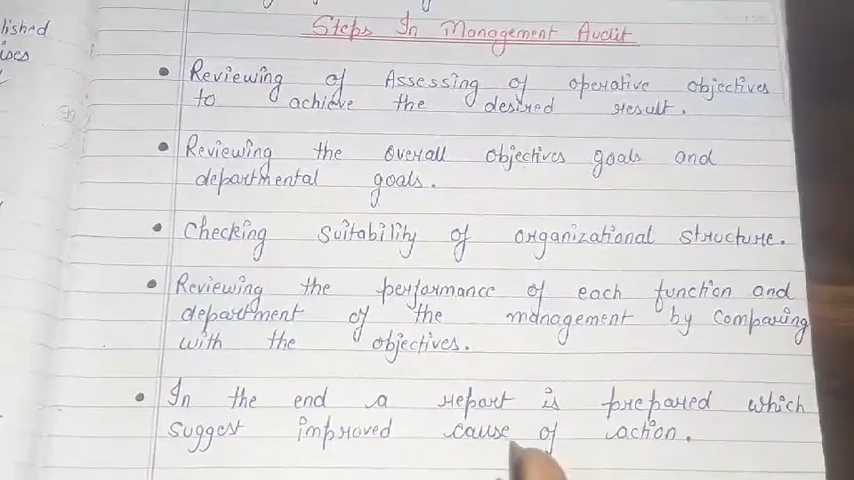 lished
ises
Steps In Management Audit
• Reviewing of Assessing of operative objectives
to achieve the desired result.
• Reviewing the overall objectives goals and
departmental goals.
• Checking suitability of organizational structure.
• Reviewing the performance of each function and
department of the management by comparing
with the objectives.
• In the end a repart is prepared which
suggest improved cause of action.